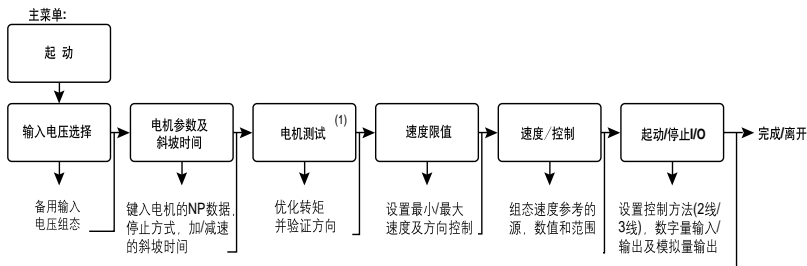 主菜单:
起 动
输入电压选择
电机参数及
斜坡时间
电机测试 (1)
速度限值
速度/控制
起动/停止I/O
完成/离开
备用输入
电压组态
键入电机的NP数据,
停止方式，加/减速
的斜坡时间
优化转矩
并验证方向
设置最小/最大
速度及方向控制
组态速度参考的
源，数值和范围
设置控制方法(2线/
3线)，数字量输入/
输出及模拟量输出